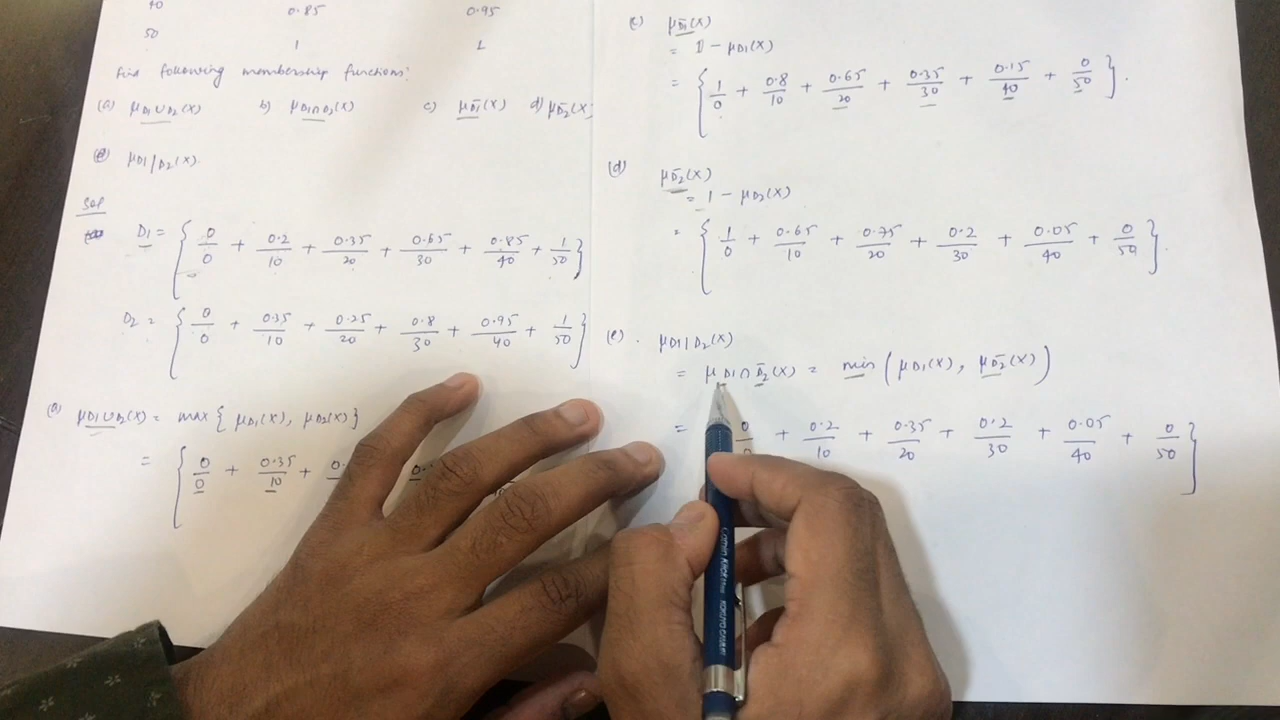 40 0.85 0.95
50 1 1
Find following membership functions:
(a) μD1∪D2(x) b) μD1∩D2(x) c) μD̄1(x) d) μD̄2(x)
(e) μD1/D2(x).
Sol
D1 = { 0/0 + 0.2/10 + 0.35/20 + 0.65/30 + 0.85/40 + 1/50 }
D2 = { 0/0 + 0.35/10 + 0.25/20 + 0.8/30 + 0.95/40 + 1/50 }
(a) μD1∪D2(x) = max { μD1(x), μD2(x) }
= { 0/0 + 0.35/10 +
(c) μD̄1(x)
= 1 - μD1(x)
= { 1/0 + 0.8/10 + 0.65/20 + 0.35/30 + 0.15/40 + 0/50 }.
(d) μD̄2(x)
= 1 - μD2(x)
= { 1/0 + 0.65/10 + 0.75/20 + 0.2/30 + 0.05/40 + 0/50 }.
(e). μD1/D2(x)
= μD1∩D̄2(x) = min ( μD1(x), μD̄2(x) )
= 0 + 0.2/10 + 0.35/20 + 0.2/30 + 0.05/40 + 0/50 }
KOKUYO CAMLIN